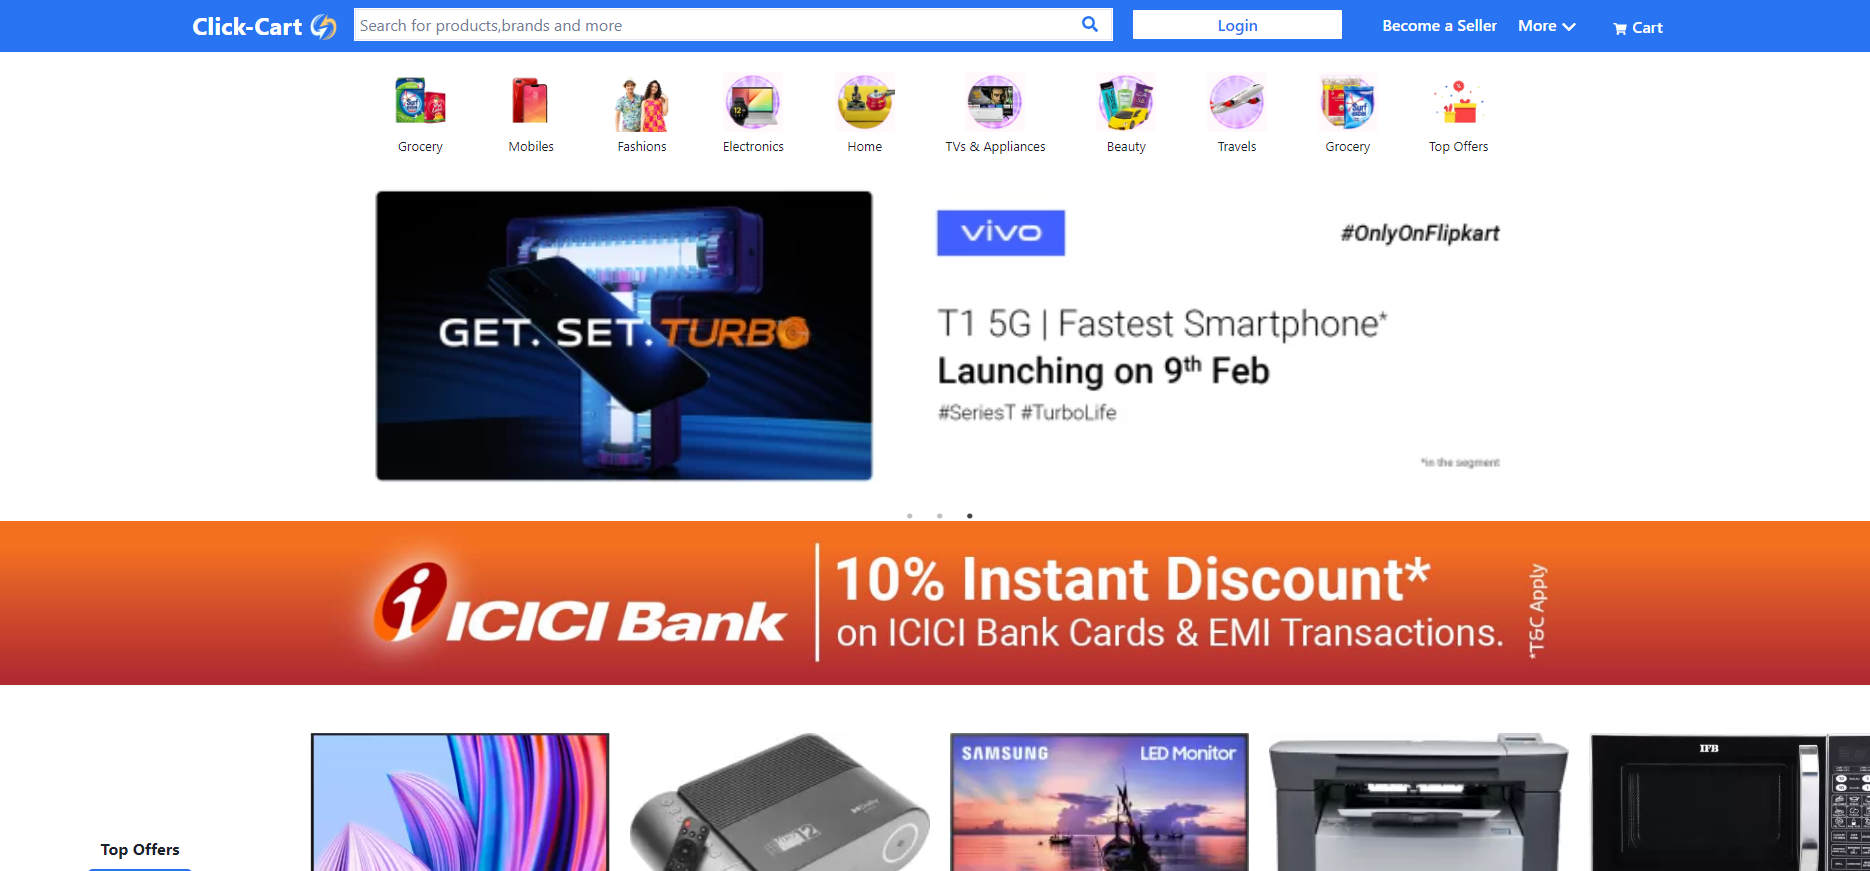 Click-Cart
Search for products,brands and more
Login
Become a Seller
More
Cart
Grocery
Mobiles
Fashions
Electronics
Home
TVs & Appliances
Beauty
Travels
Grocery
Top Offers
GET. SET. TURBO
vivo
#OnlyOnFlipkart
T1 5G | Fastest Smartphone*
Launching on 9th Feb
#SeriesT #TurboLife
*in the segment
ICICI Bank
10% Instant Discount*
on ICICI Bank Cards & EMI Transactions.
*T&C Apply
Top Offers
SAMSUNG
LED Monitor
IFB